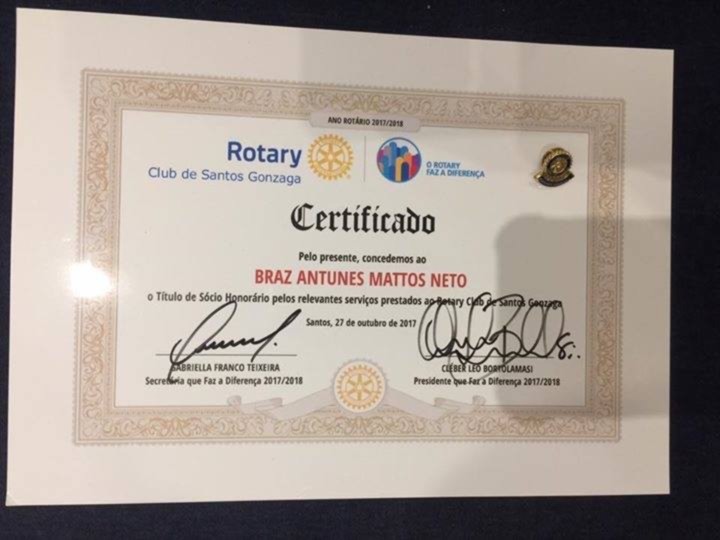 ANO ROTÁRIO 2017/2018
Rotary
Club de Santos Gonzaga
O ROTARY
FAZ A DIFERENÇA
Certificado
Pelo presente, concedemos ao
BRAZ ANTUNES MATTOS NETO
o Título de Sócio Honorário pelos relevantes serviços prestados ao Rotary Club de Santos Gonzaga
Santos, 27 de outubro de 2017
GABRIELLA FRANCO TEIXEIRA
Secretária que Faz a Diferença 2017/2018
CLEBER LEO BORTOLAMASI
Presidente que Faz a Diferença 2017/2018